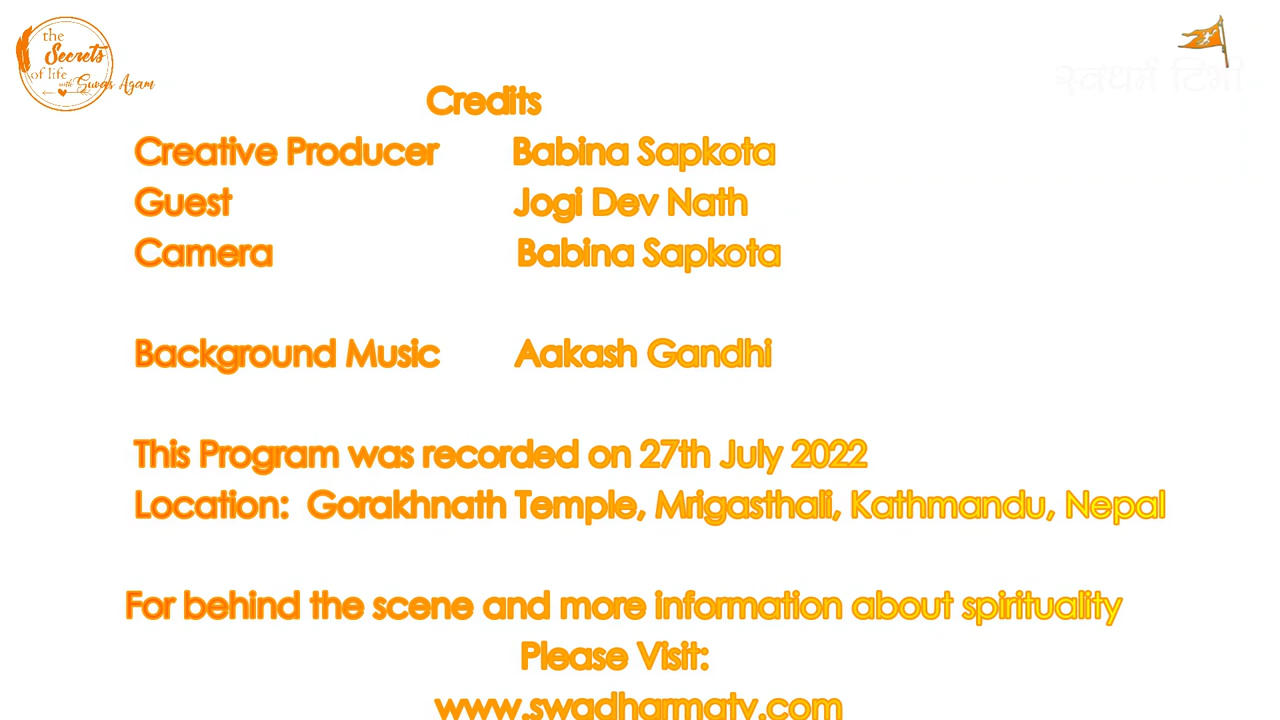 the
Secrets
of life
with Swas Agam
स्वधर्म टिभी
Credits
Creative Producer Babina Sapkota
Guest Jogi Dev Nath
Camera Babina Sapkota
Background Music Aakash Gandhi
This Program was recorded on 27th July 2022
Location: Gorakhnath Temple, Mrigasthali, Kathmandu, Nepal
For behind the scene and more information about spirituality
Please Visit:
www.swadharmatv.com